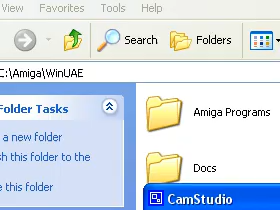 View Favorites Tools Help
Search Folders
C:\Amiga\WinUAE
Folder Tasks
a new folder
sh this folder to the
e this folder
Amiga Programs
Docs
CamStudio